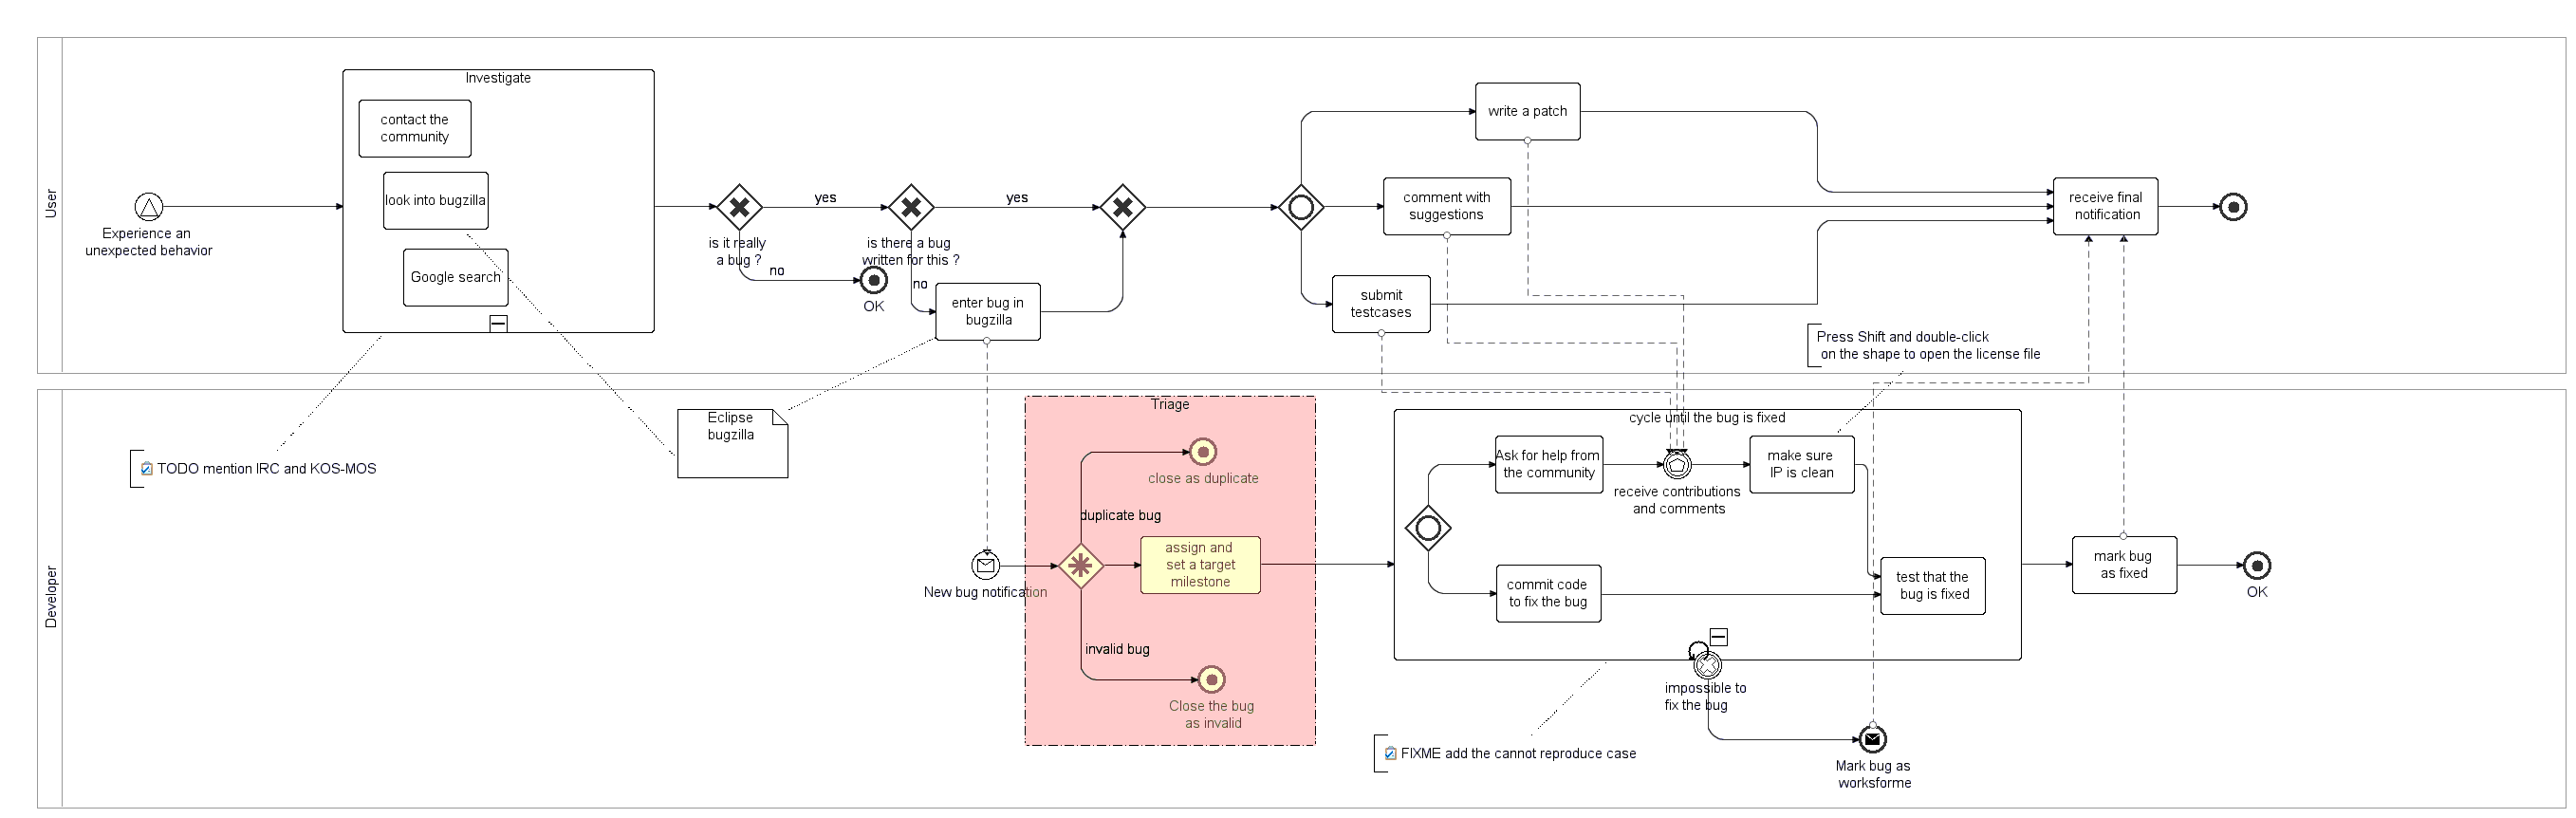 User
Experience an
unexpected behavior
Investigate
contact the
community
look into bugzilla
Google search
is it really
a bug ?
yes
no
OK
is there a bug
written for this ?
yes
no
enter bug in
bugzilla
write a patch
comment with
suggestions
submit
testcases
receive final
notification
Press Shift and double-click
on the shape to open the license file
Developer
TODO mention IRC and KOS-MOS
Eclipse
bugzilla
New bug notification
Triage
close as duplicate
duplicate bug
assign and
set a target
milestone
invalid bug
Close the bug
as invalid
cycle until the bug is fixed
Ask for help from
the community
receive contributions
and comments
make sure
IP is clean
commit code
to fix the bug
test that the
bug is fixed
impossible to
fix the bug
FIXME add the cannot reproduce case
Mark bug as
worksforme
mark bug
as fixed
OK